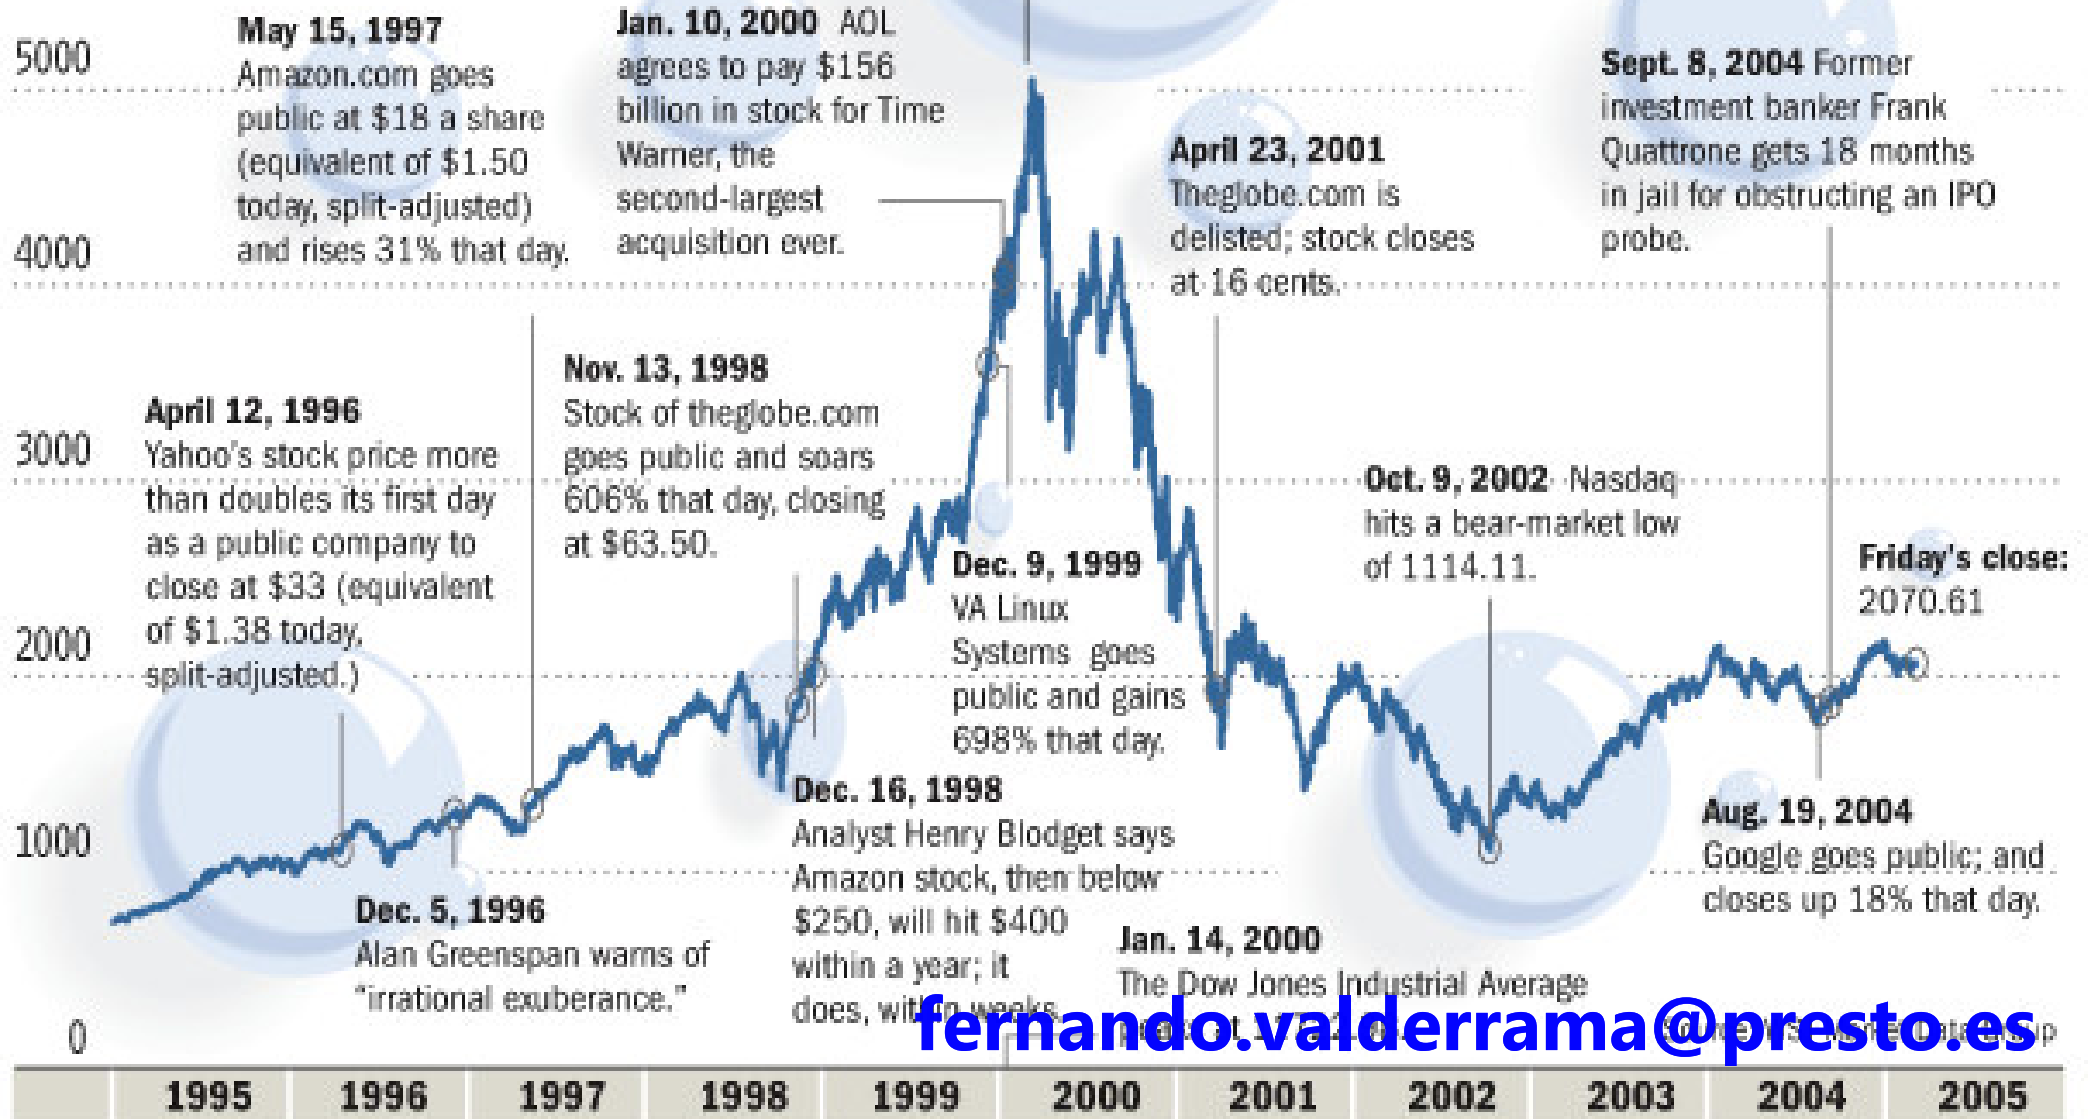 5000
4000
3000
2000
1000
0
May 15, 1997
Amazon.com goes
public at $18 a share
(equivalent of $1.50
today, split-adjusted)
and rises 31% that day.
Jan. 10, 2000 AOL
agrees to pay $156
billion in stock for Time
Warner, the
second-largest
acquisition ever.
Sept. 8, 2004 Former
investment banker Frank
Quattrone gets 18 months
in jail for obstructing an IPO
probe.
April 23, 2001
Theglobe.com is
delisted; stock closes
at 16 cents.
April 12, 1996
Yahoo's stock price more
than doubles its first day
as a public company to
close at $33 (equivalent
of $1.38 today,
split-adjusted.)
Nov. 13, 1998
Stock of theglobe.com
goes public and soars
606% that day, closing
at $63.50.
Dec. 9, 1999
VA Linux
Systems goes
public and gains
698% that day.
Oct. 9, 2002 Nasdaq
hits a bear-market low
of 1114.11.
Friday's close:
2070.61
Dec. 5, 1996
Alan Greenspan warns of
"irrational exuberance."
Dec. 16, 1998
Analyst Henry Blodget says
Amazon stock, then below
$250, will hit $400
within a year; it
does, within weeks.
Jan. 14, 2000
The Dow Jones Industrial Average
Aug. 19, 2004
Google goes public; and
closes up 18% that day.
fernando.valderrama@presto.es
1995 1996 1997 1998 1999 2000 2001 2002 2003 2004 2005